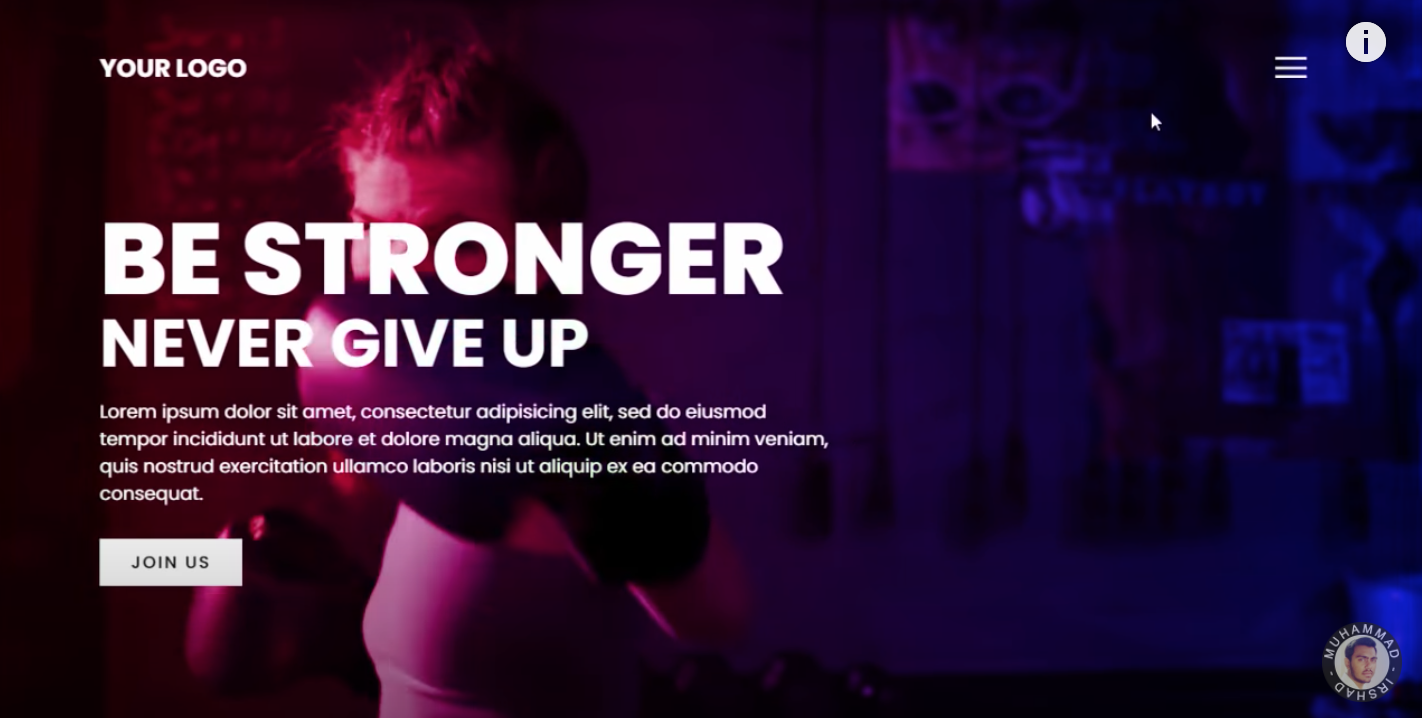 YOUR LOGO
i
PLAYBOY
BE STRONGER
NEVER GIVE UP
Lorem ipsum dolor sit amet, consectetur adipisicing elit, sed do eiusmod
tempor incididunt ut labore et dolore magna aliqua. Ut enim ad minim veniam,
quis nostrud exercitation ullamco laboris nisi ut aliquip ex ea commodo
consequat.
JOIN US
MUHAMMAD - IRSHAD -